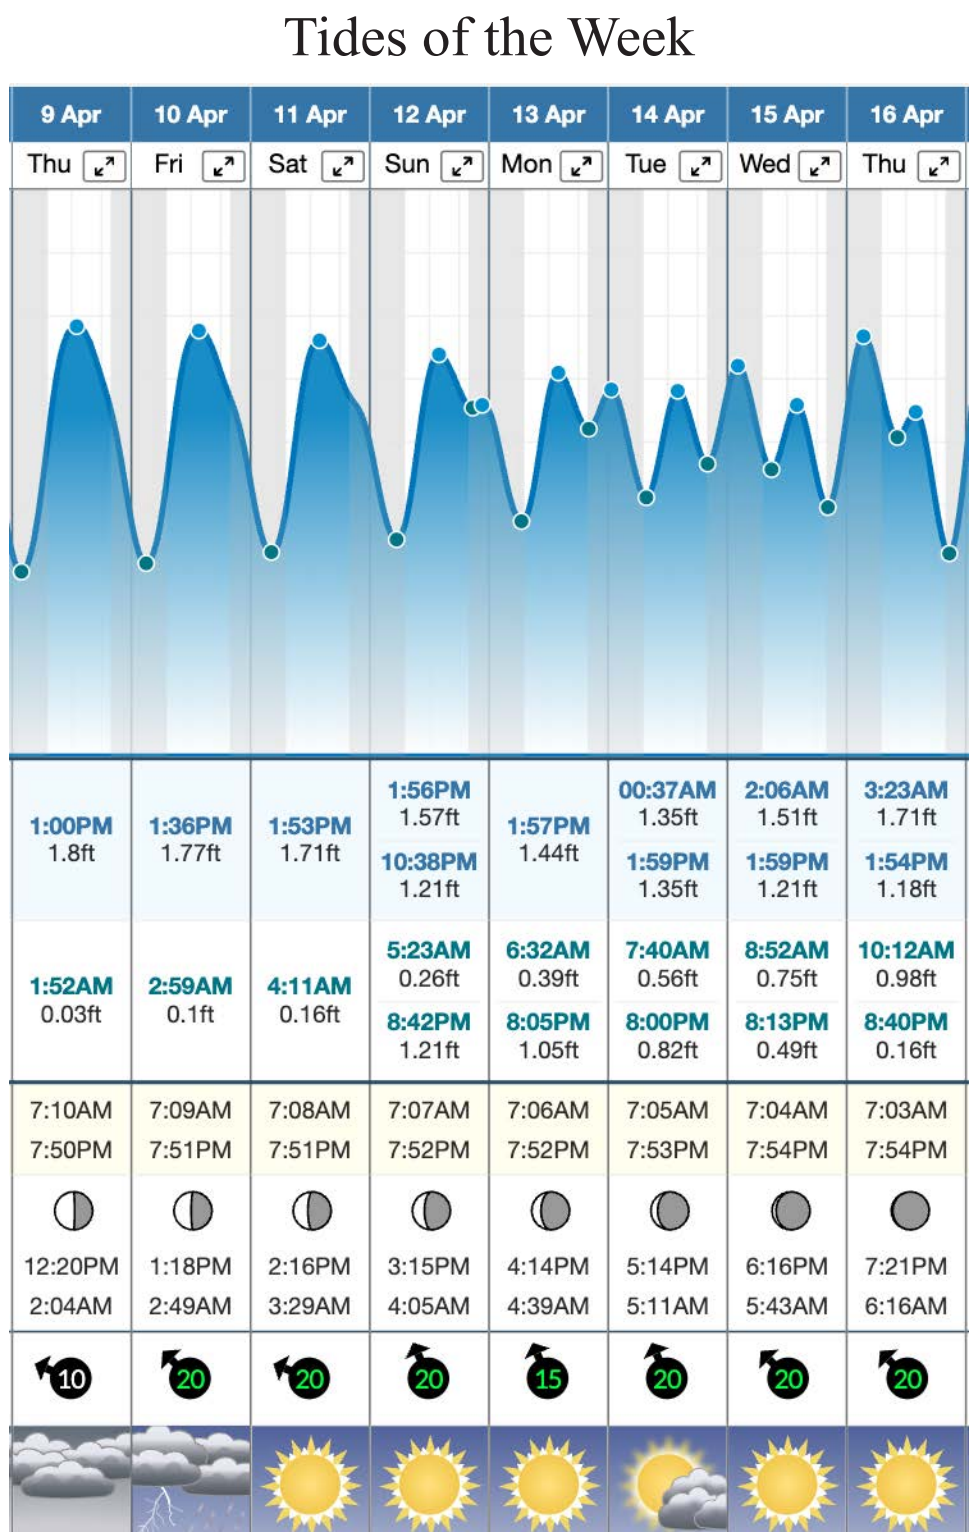 Tides of the Week
9 Apr 10 Apr 11 Apr 12 Apr 13 Apr 14 Apr 15 Apr 16 Apr
Thu Fri Sat Sun Mon Tue Wed Thu
1:00PM 1:36PM 1:53PM 1:56PM 1:57PM 00:37AM 2:06AM 3:23AM
1.8ft 1.77ft 1.71ft 1.57ft 1.44ft 1.35ft 1.51ft 1.71ft
10:38PM 1:59PM 1:59PM 1:54PM
1.21ft 1.35ft 1.21ft 1.18ft
1:52AM 2:59AM 4:11AM 5:23AM 6:32AM 7:40AM 8:52AM 10:12AM
0.03ft 0.1ft 0.16ft 0.26ft 0.39ft 0.56ft 0.75ft 0.98ft
8:42PM 8:05PM 8:00PM 8:13PM 8:40PM
1.21ft 1.05ft 0.82ft 0.49ft 0.16ft
7:10AM 7:09AM 7:08AM 7:07AM 7:06AM 7:05AM 7:04AM 7:03AM
7:50PM 7:51PM 7:51PM 7:52PM 7:52PM 7:53PM 7:54PM 7:54PM
12:20PM 1:18PM 2:16PM 3:15PM 4:14PM 5:14PM 6:16PM 7:21PM
2:04AM 2:49AM 3:29AM 4:05AM 4:39AM 5:11AM 5:43AM 6:16AM
10 20 20 20 15 20 20 20